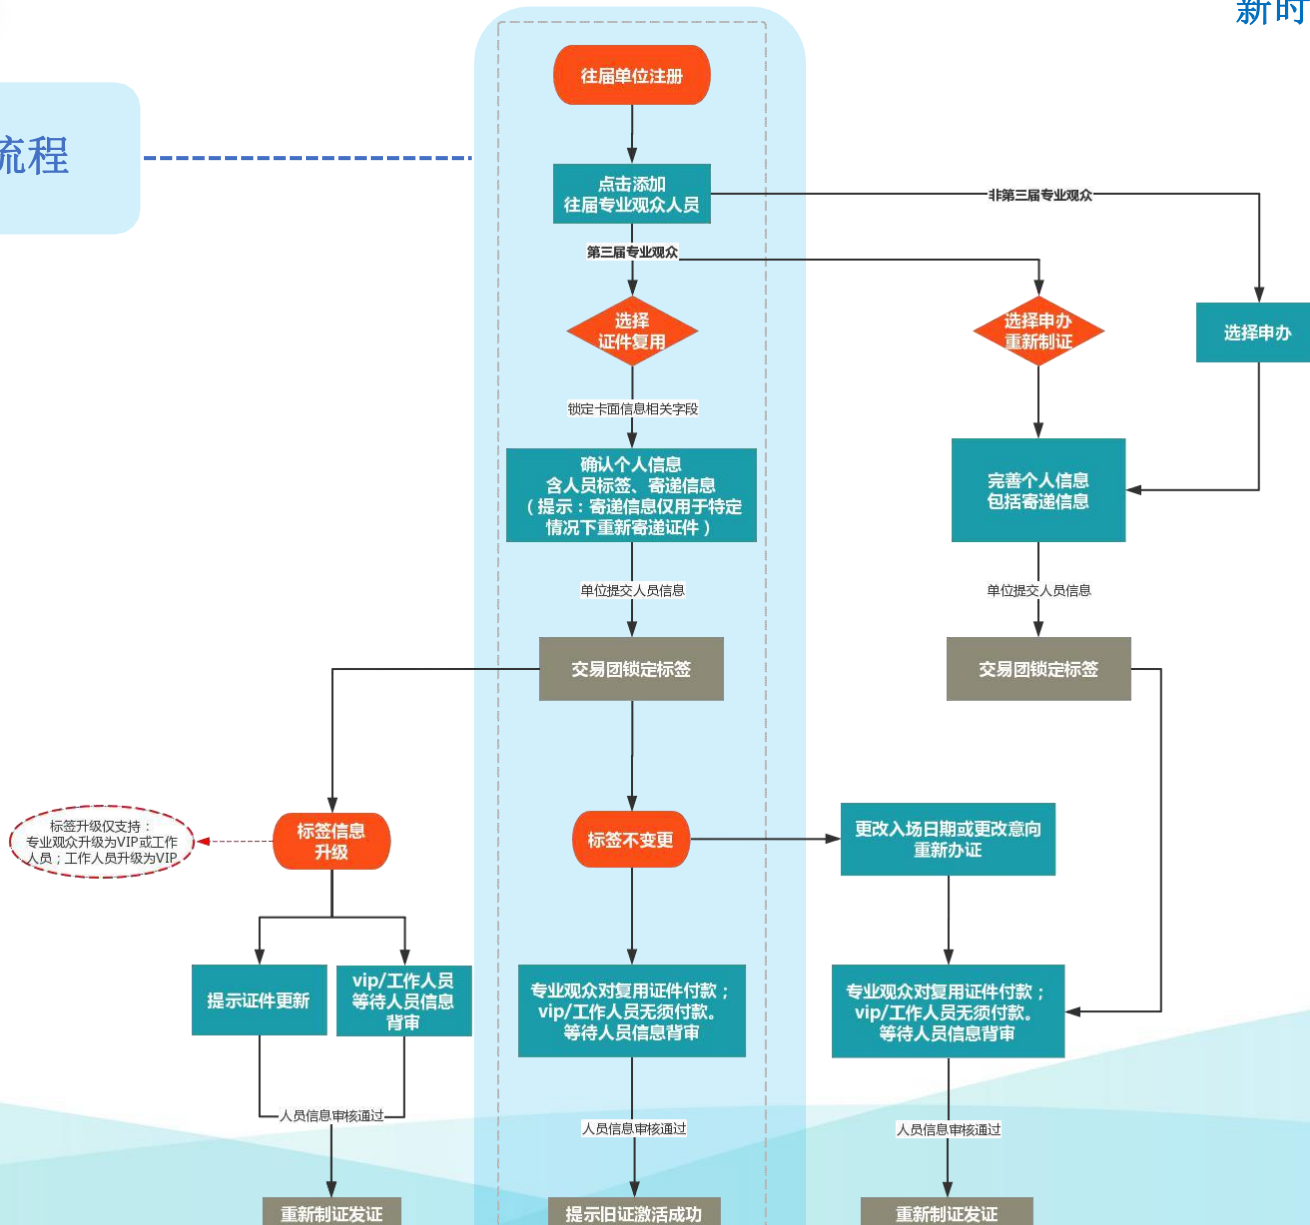 新时
流程
往届单位注册
点击添加
往届专业观众人员
非第三届专业观众
第三届专业观众
选择
证件复用
选择申办
重新制证
选择申办
锁定卡面信息相关字段
确认个人信息
含人员标签、寄递信息
（提示：寄递信息仅用于特定
情况下重新寄递证件）
完善个人信息
包括寄递信息
单位提交人员信息
单位提交人员信息
交易团锁定标签
交易团锁定标签
标签升级仅支持：
专业观众升级为VIP或工作
人员；工作人员升级为VIP
标签信息
升级
标签不变更
更改入场日期或更改意向
重新办证
提示证件更新
vip/工作人员
等待人员信息
背审
专业观众对复用证件付款；
vip/工作人员无须付款。
等待人员信息背审
专业观众对复用证件付款；
vip/工作人员无须付款。
等待人员信息背审
人员信息审核通过
人员信息审核通过
人员信息审核通过
重新制证发证
提示旧证激活成功
重新制证发证